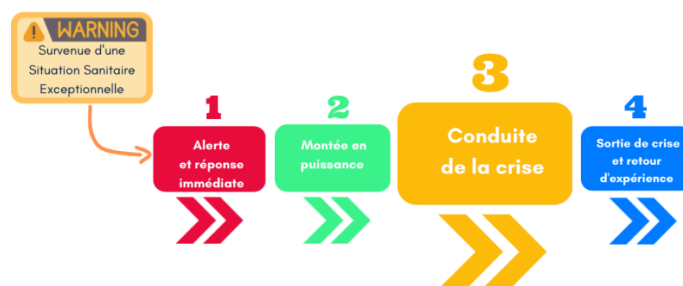 WARNING
Survenue d'une
Situation Sanitaire
Exceptionnelle
1
Alerte
et réponse
immédiate
2
Montée en
puissance
3
Conduite
de la crise
4
Sortie de crise
et retour
d'expérience